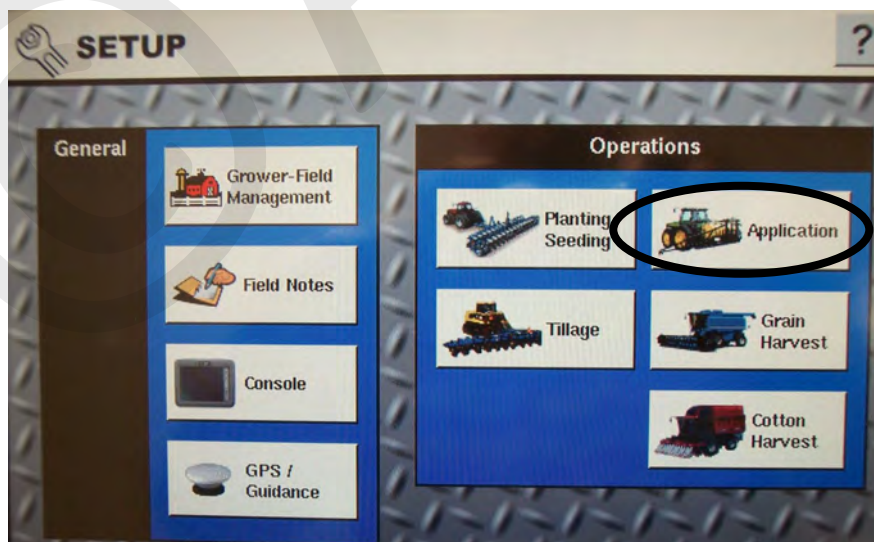 SETUP
?
General
Grower-Field
Management
Field Notes
Console
GPS /
Guidance
Operations
Planting
Seeding
Application
Tillage
Grain
Harvest
Cotton
Harvest